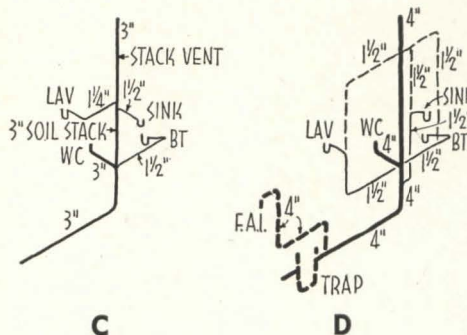 3"
STACK VENT
1½"
LAV
1¼"
SINK
3" SOIL STACK
BT
WC
3"
1½"
3"
C
4"
1½"
1½"
1½"
SINK
LAV
WC
4"
1½"
BT
1½"
1½"
4"
F.A.I.
4"
4"
TRAP
D